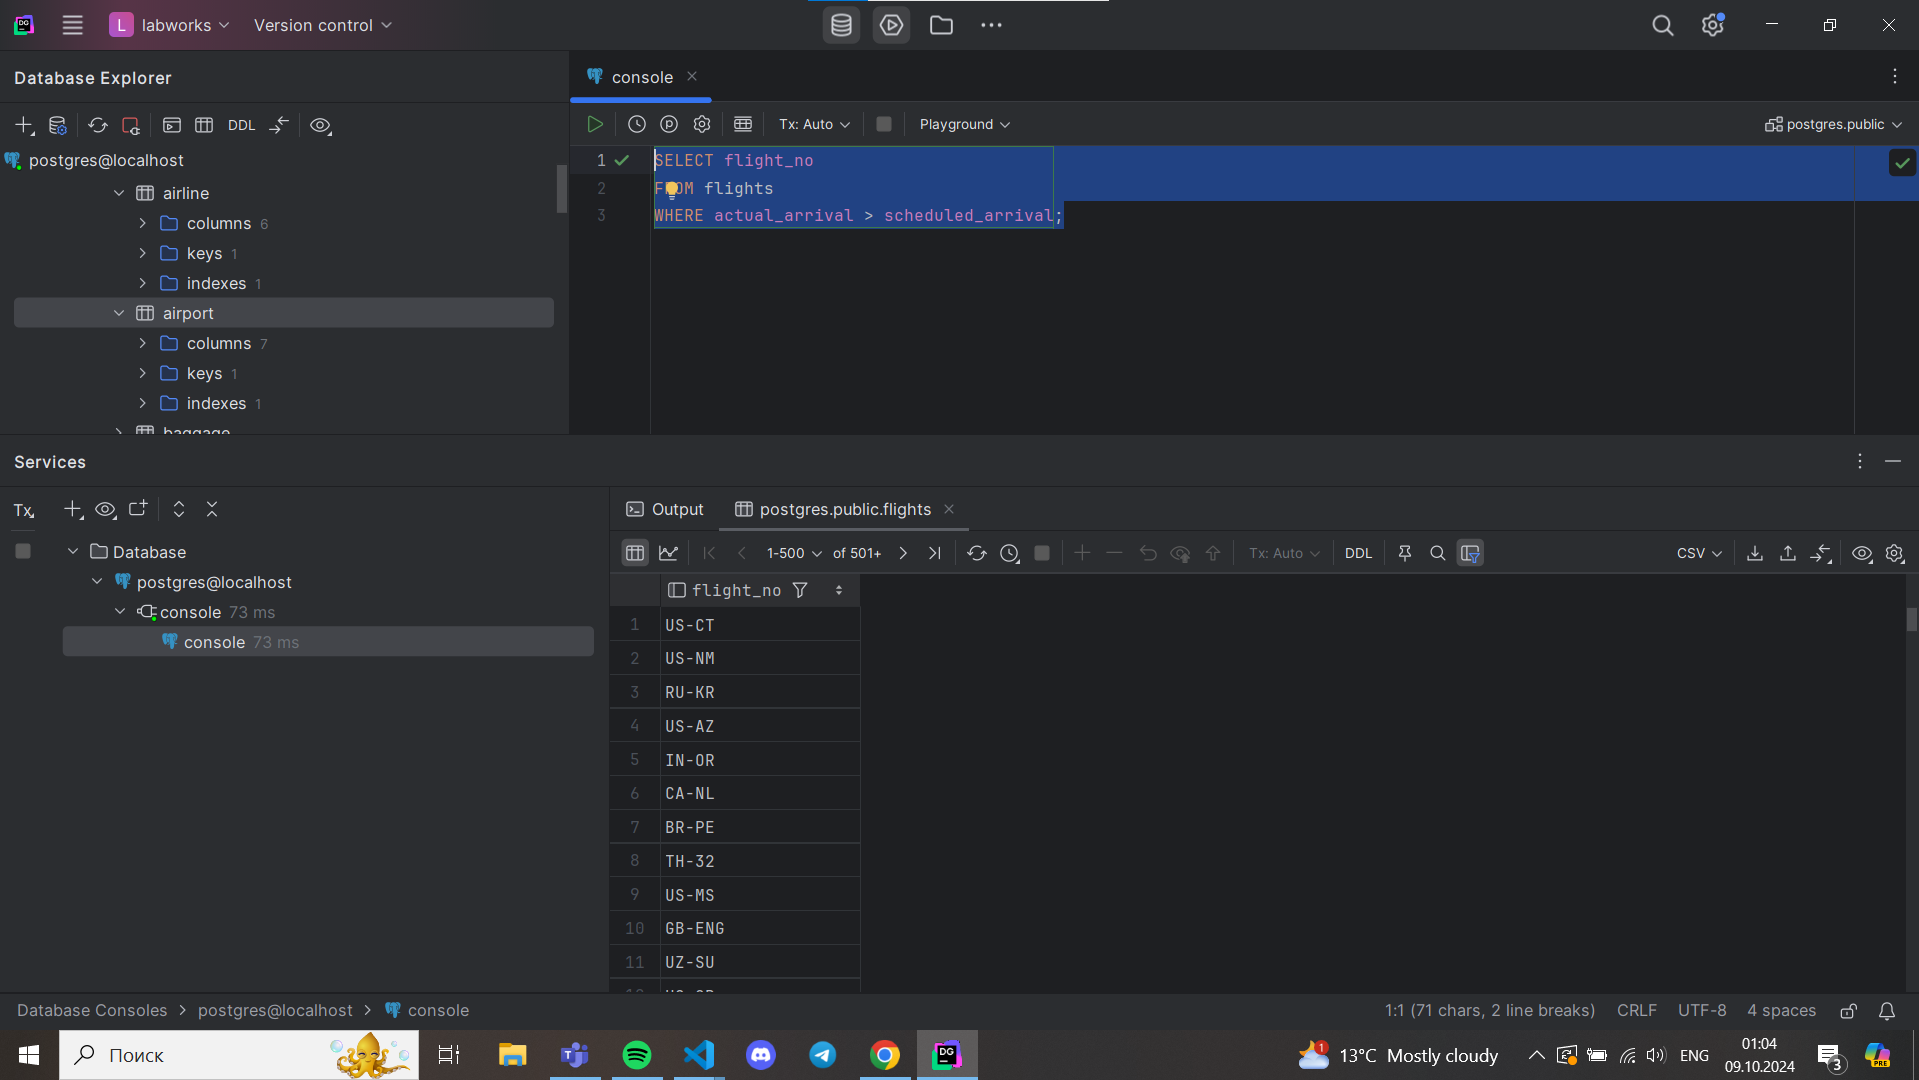 L labworks Version control
Database Explorer
console
DDL
Tx: Auto Playground postgres.public
postgres@localhost
airline
columns 6
keys 1
indexes 1
airport
columns 7
keys 1
indexes 1
baggage
1 SELECT flight_no
2 FROM flights
3 WHERE actual_arrival > scheduled_arrival;
Services
Tx
Output postgres.public.flights
Database
postgres@localhost
console 73 ms
console 73 ms
1-500 of 501+ Tx: Auto DDL CSV
flight_no
1 US-CT
2 US-NM
3 RU-KR
4 US-AZ
5 IN-OR
6 CA-NL
7 BR-PE
8 TH-32
9 US-MS
10 GB-ENG
11 UZ-SU
Database Consoles postgres@localhost console
1:1 (71 chars, 2 line breaks) CRLF UTF-8 4 spaces
Поиск
DG
1 13°C Mostly cloudy
ENG
01:04
09.10.2024
3
PRE